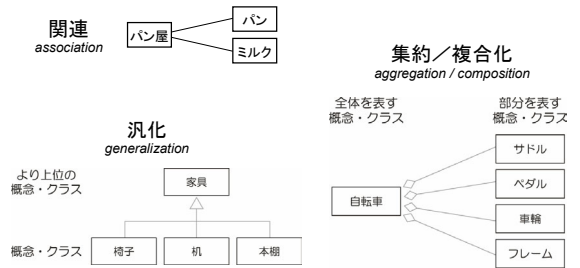 関連
association
パン屋
パン
ミルク
集約／複合化
aggregation / composition
全体を表す
概念・クラス
部分を表す
概念・クラス
自転車
サドル
ペダル
車輪
フレーム
汎化
generalization
より上位の
概念・クラス
家具
概念・クラス
椅子
机
本棚